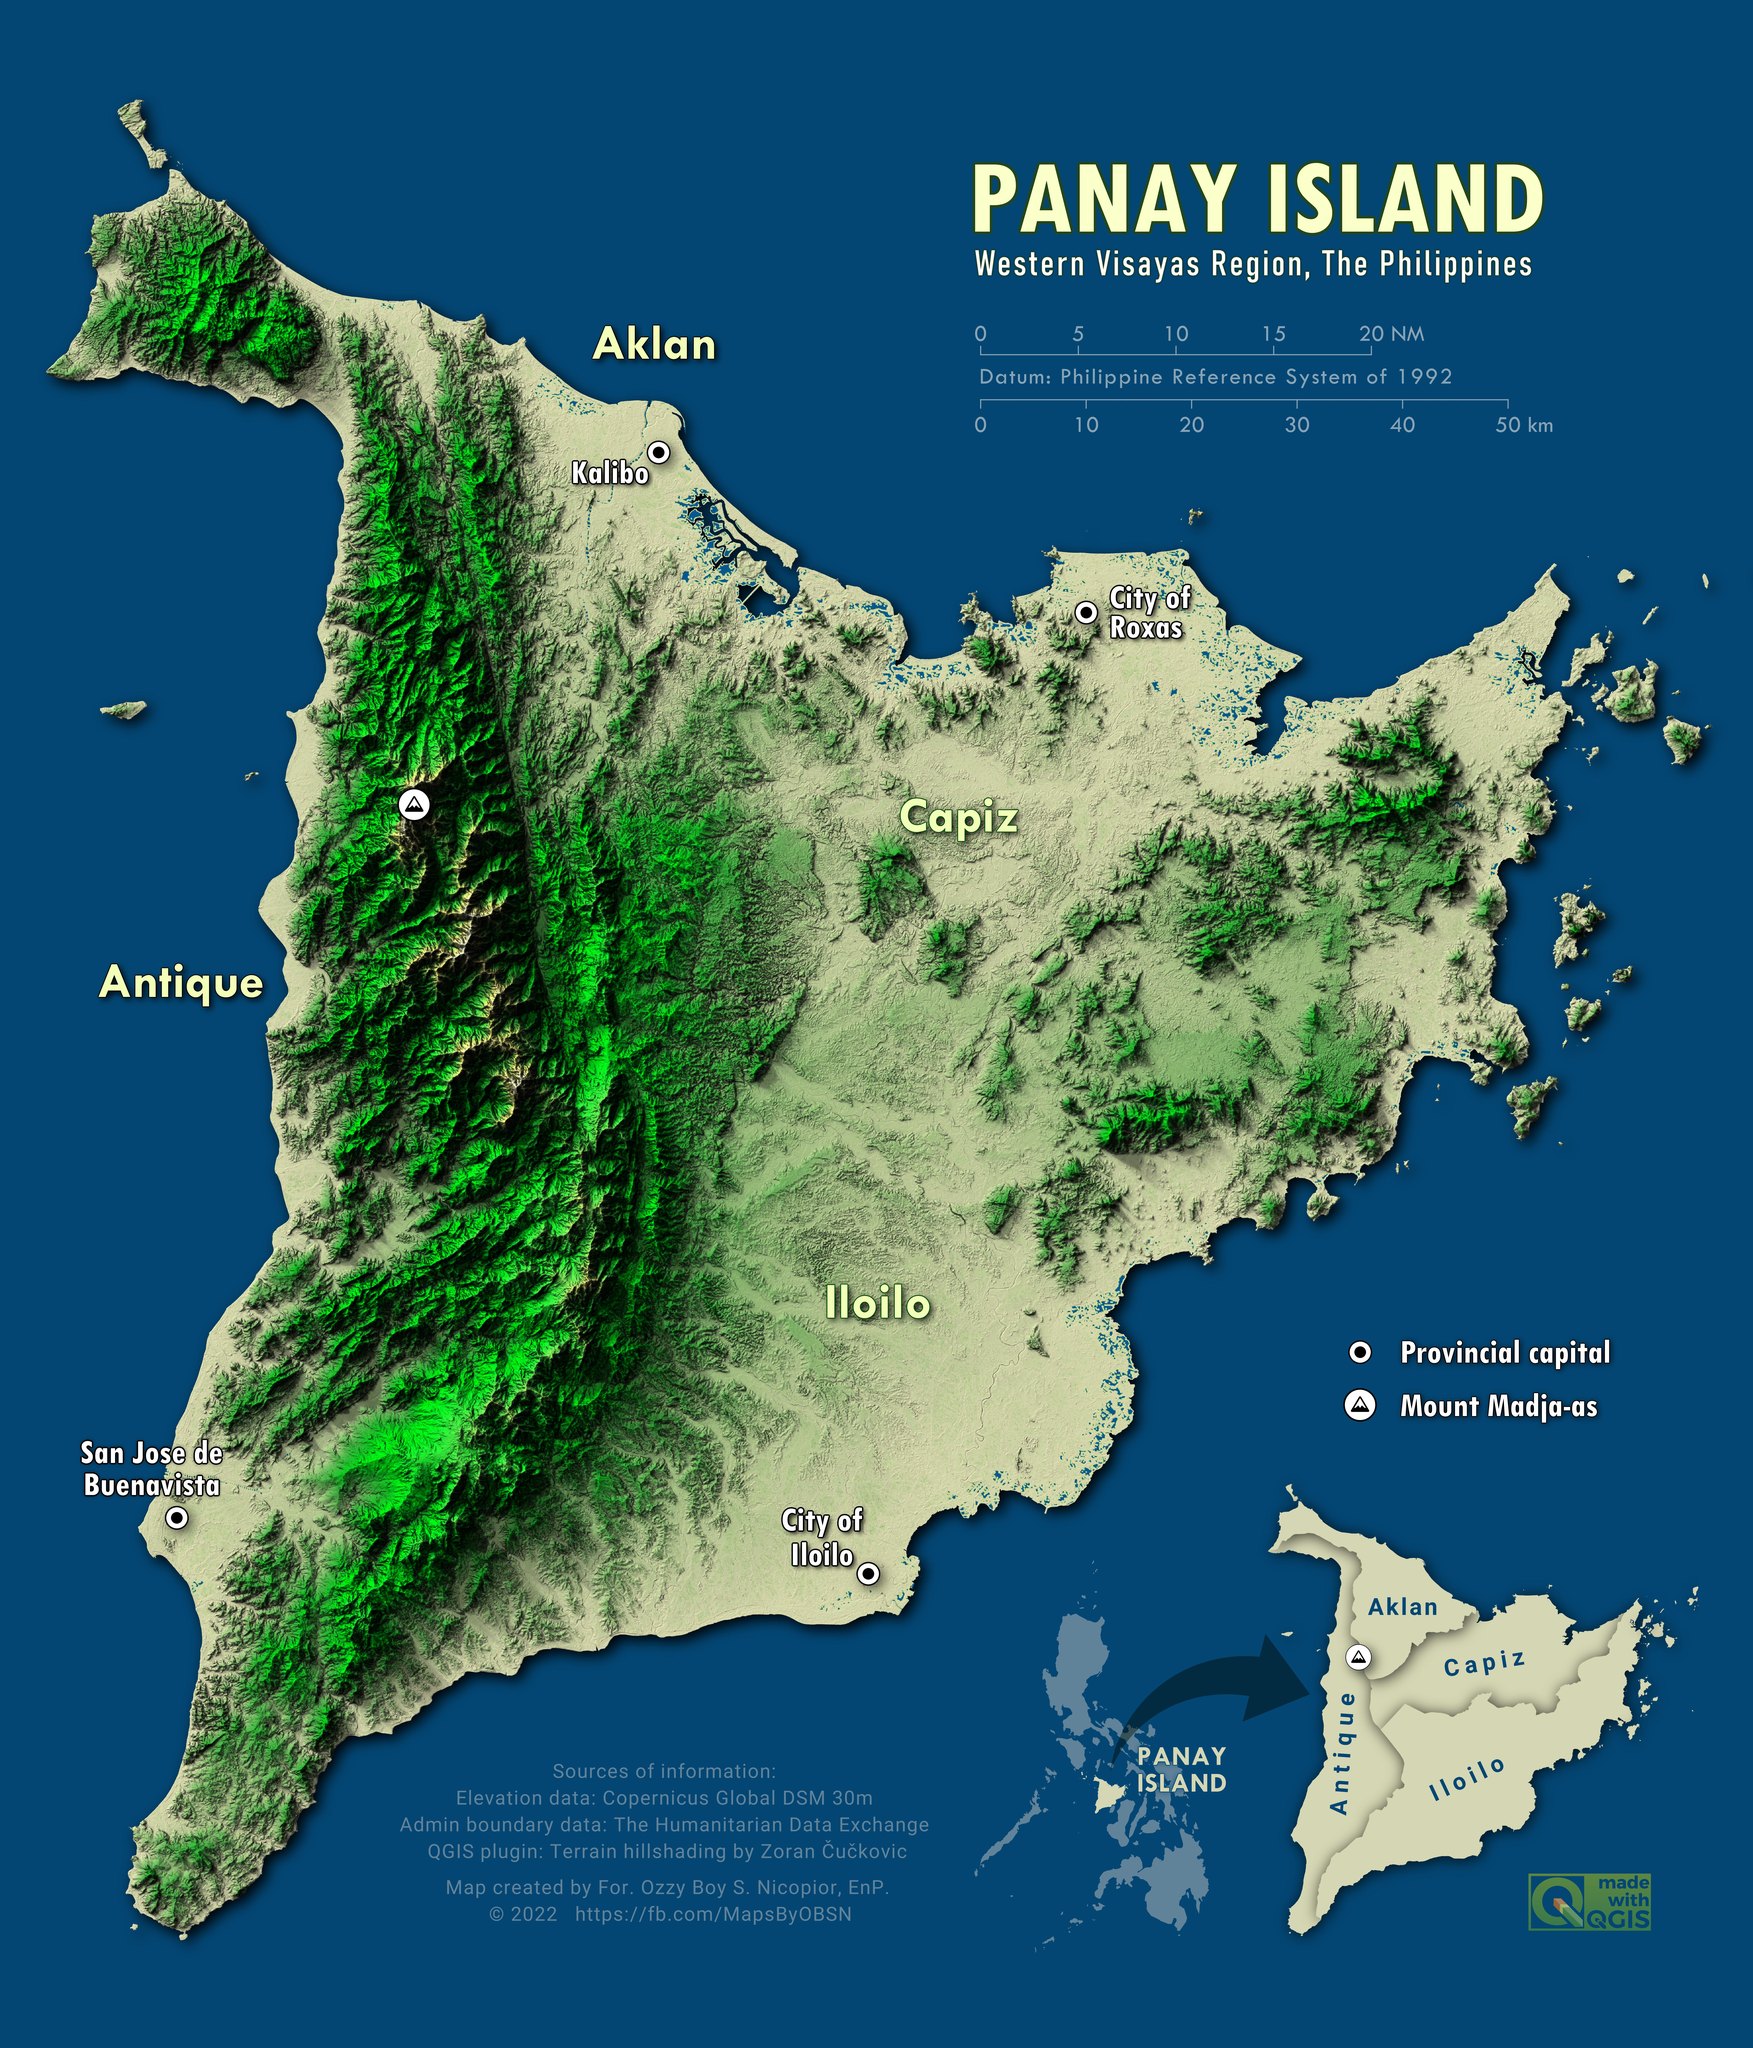 PANAY ISLAND
Western Visayas Region, The Philippines
0 5 10 15 20 NM
Datum: Philippine Reference System of 1992
0 10 20 30 40 50 km
Aklan
Kalibo
City of
Roxas
Capiz
Antique
Iloilo
San Jose de
Buenavista
City of
Iloilo
Provincial capital
Mount Madja-as
Aklan
Capiz
Antique
Iloilo
PANAY
ISLAND
Sources of information:
Elevation data: Copernicus Global DSM 30m
Admin boundary data: The Humanitarian Data Exchange
QGIS plugin: Terrain hillshading by Zoran Čučkovic
Map created by For. Ozzy Boy S. Nicopior, EnP.
© 2022 https://fb.com/MapsByOBSN
made
with
QGIS